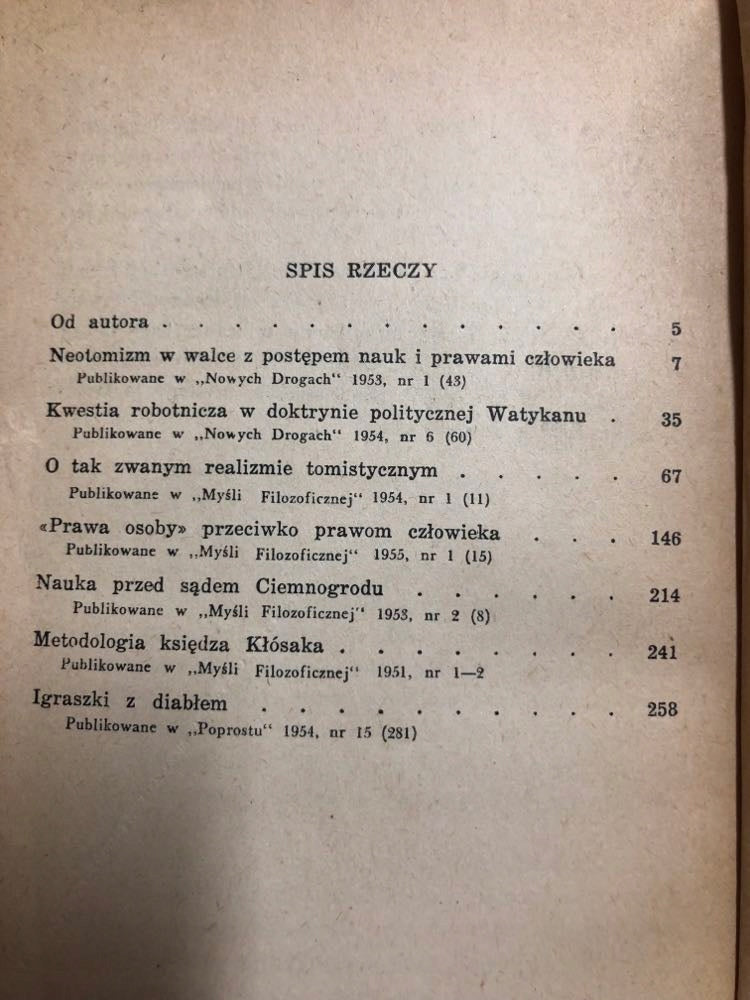 SPIS RZECZY
Od autora . . . . . . . . . . . . 5
Neotomizm w walce z postępem nauk i prawami człowieka 7
Publikowane w „Nowych Drogach“ 1953, nr 1 (43)
Kwestia robotnicza w doktrynie politycznej Watykanu . 35
Publikowane w „Nowych Drogach“ 1954, nr 6 (60)
O tak zwanym realizmie tomistycznym . . . . . 67
Publikowane w „Myśli Filozoficznej“ 1954, nr 1 (11)
«Prawa osoby» przeciwko prawom człowieka . . . 146
Publikowane w „Myśli Filozoficznej“ 1955, nr 1 (15)
Nauka przed sądem Ciemnogrodu . . . . . . 214
Publikowane w „Myśli Filozoficznej“ 1953, nr 2 (8)
Metodologia księdza Kłósaka . . . . . . . . 241
Publikowane w „Myśli Filozoficznej“ 1951, nr 1—2
Igraszki z diabłem . . . . . . . . . . 258
Publikowane w „Poprostu“ 1954, nr 15 (281)